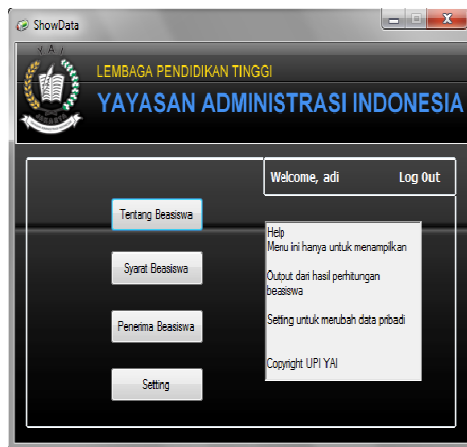 ShowData
Y A I
LEMBAGA PENDIDIKAN TINGGI
YAYASAN ADMINISTRASI INDONESIA
JAKARTA
Welcome, adi Log Out
Tentang Beasiswa
Syarat Beasiswa
Penerima Beasiswa
Setting
Help
Menu ini hanya untuk menampilkan
Output dari hasil perhitungan
beasiswa
Setting untuk merubah data pribadi
Copyright UPI YAI